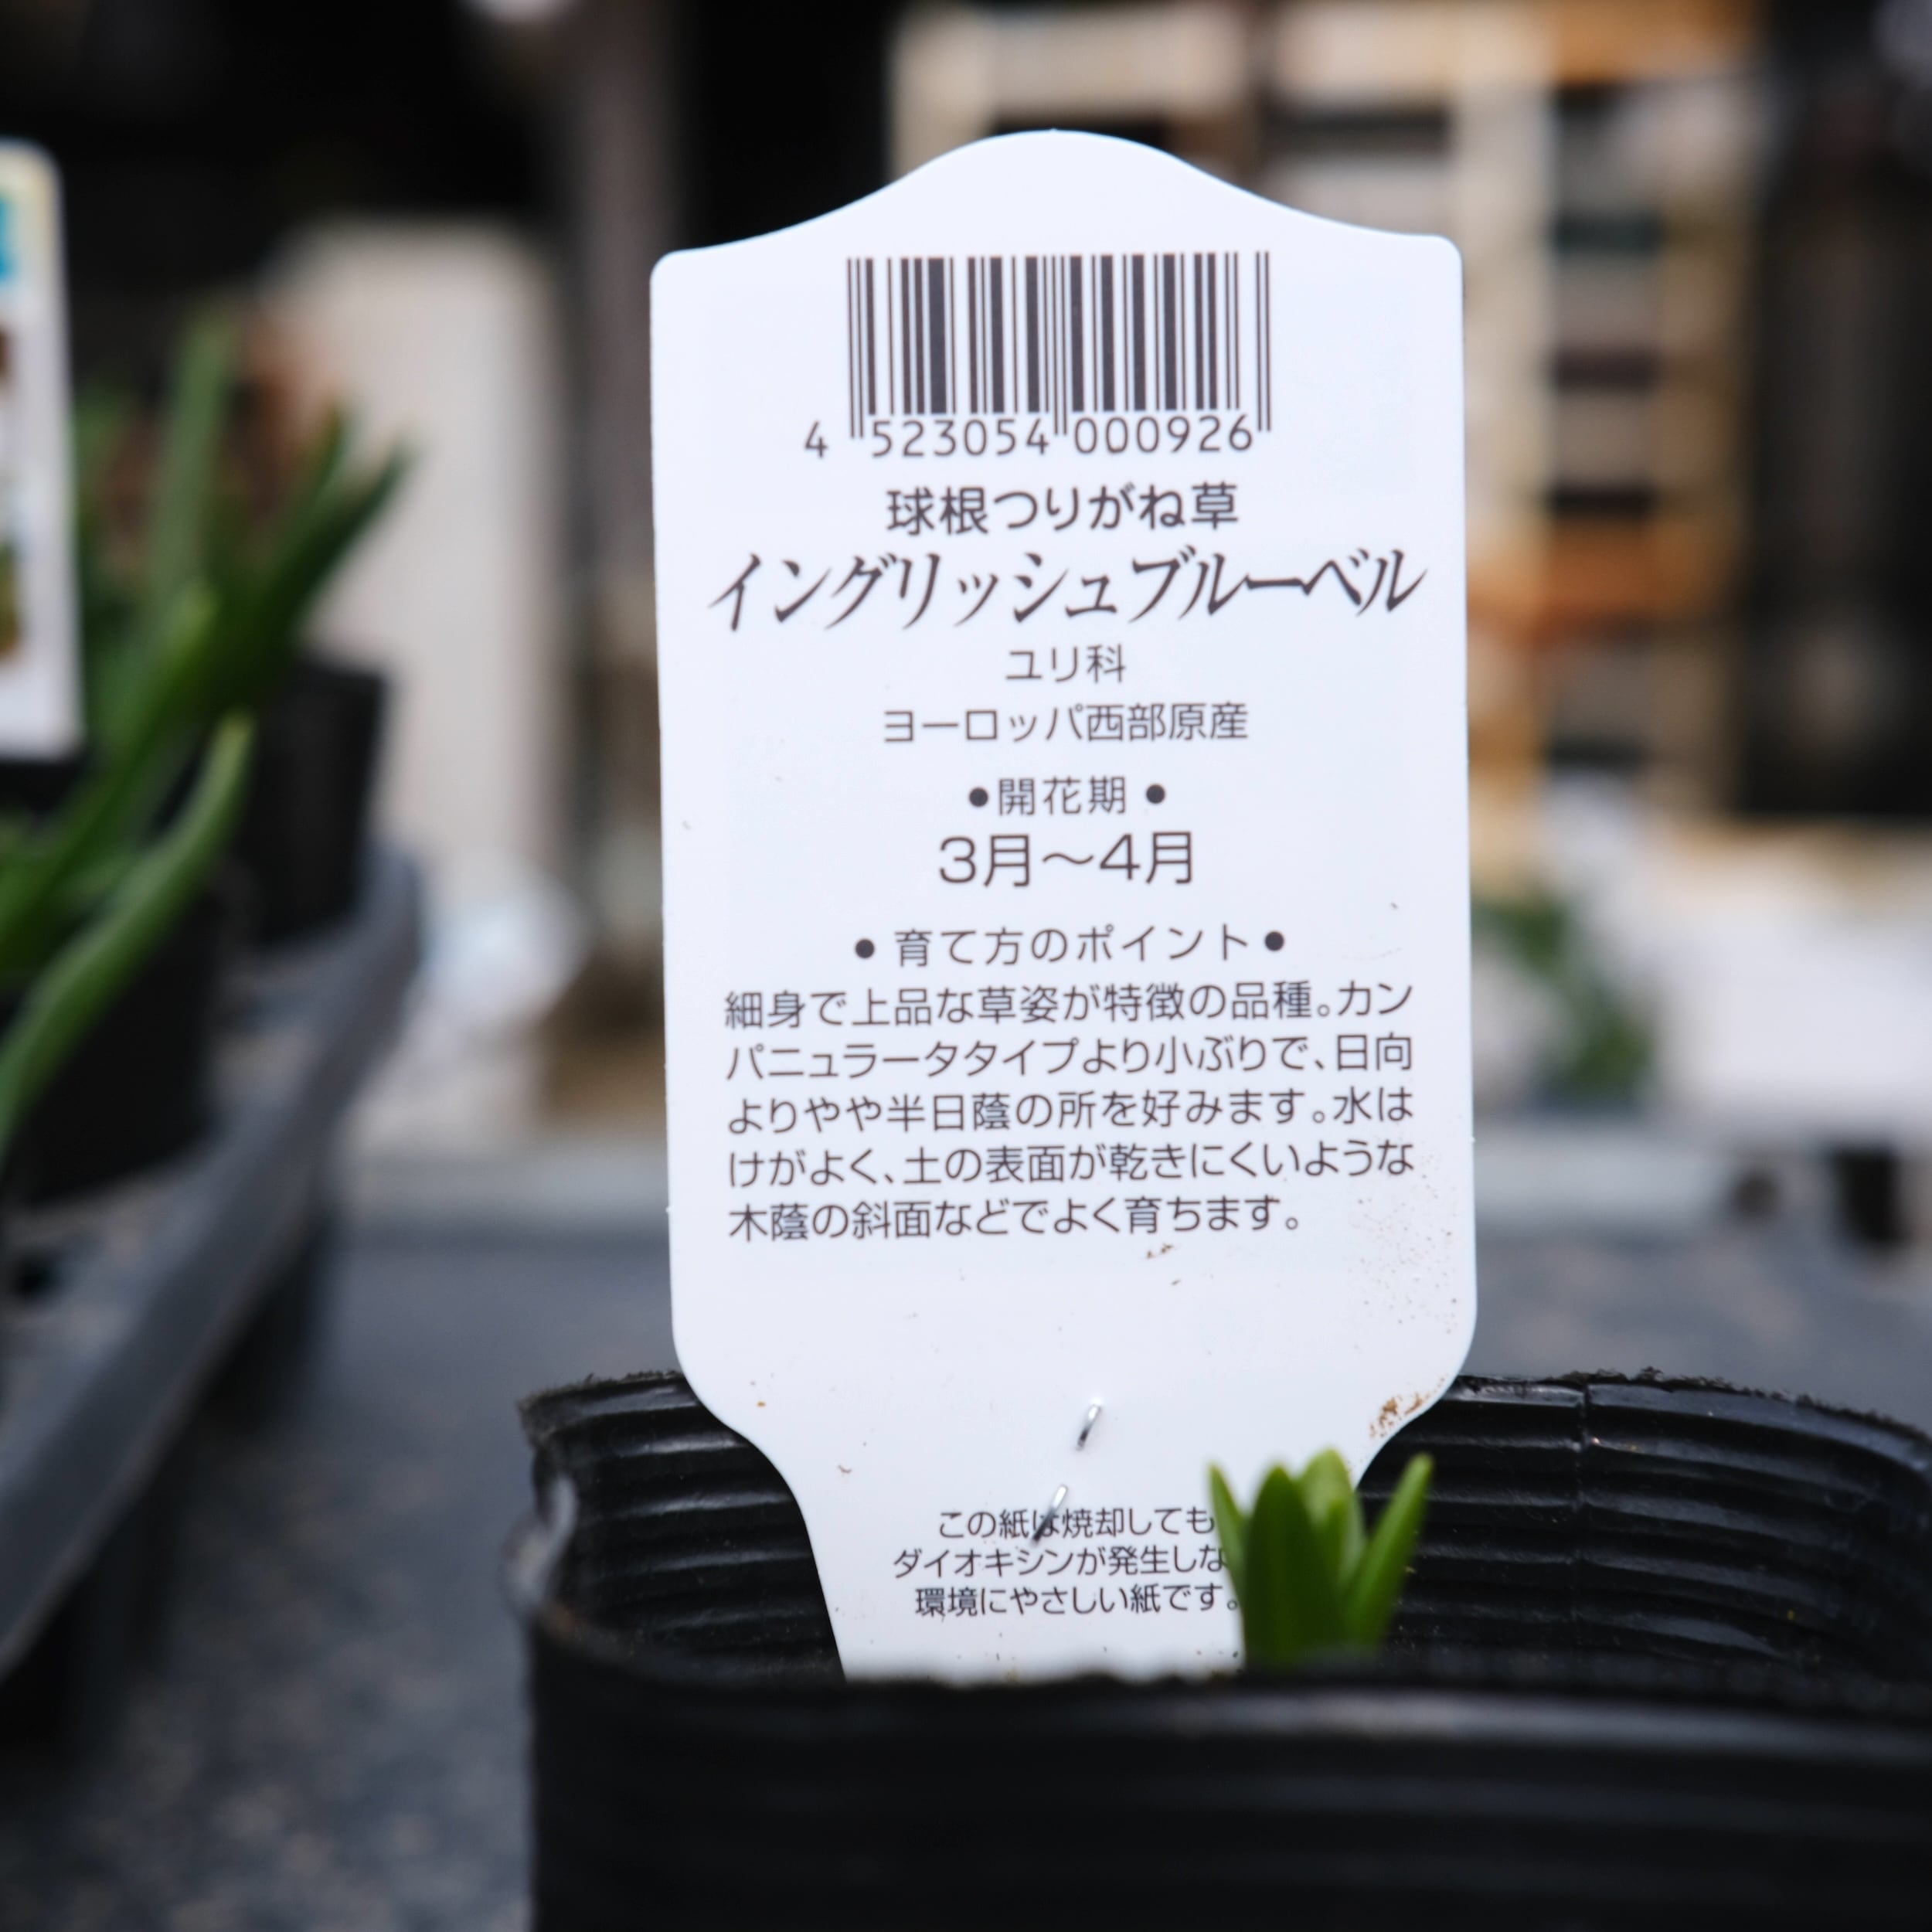 4 523054 000926
球根つりがね草
イングリッシュブルーベル
ユリ科
ヨーロッパ西部原産
●開花期●
3月〜4月
●育て方のポイント●
細身で上品な草姿が特徴の品種。カン
パニュラータタイプより小ぶりで、日向
よりやや半日蔭の所を好みます。水は
けがよく、土の表面が乾きにくいような
木蔭の斜面などでよく育ちます。
この紙は焼却しても
ダイオキシンが発生しな
環境にやさしい紙です。